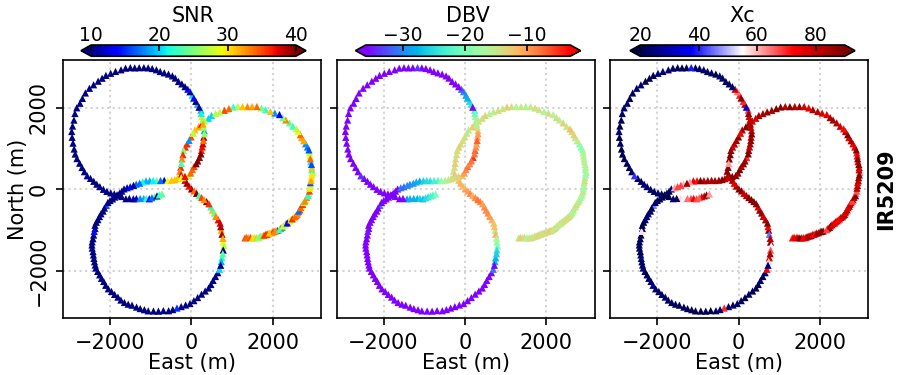 SNR DBV Xc
10 20 30 40 −30 −20 −10 20 40 60 80
2000
0
−2000
North (m)
IR5209
−2000 0 2000 −2000 0 2000 −2000 0 2000
East (m) East (m) East (m)